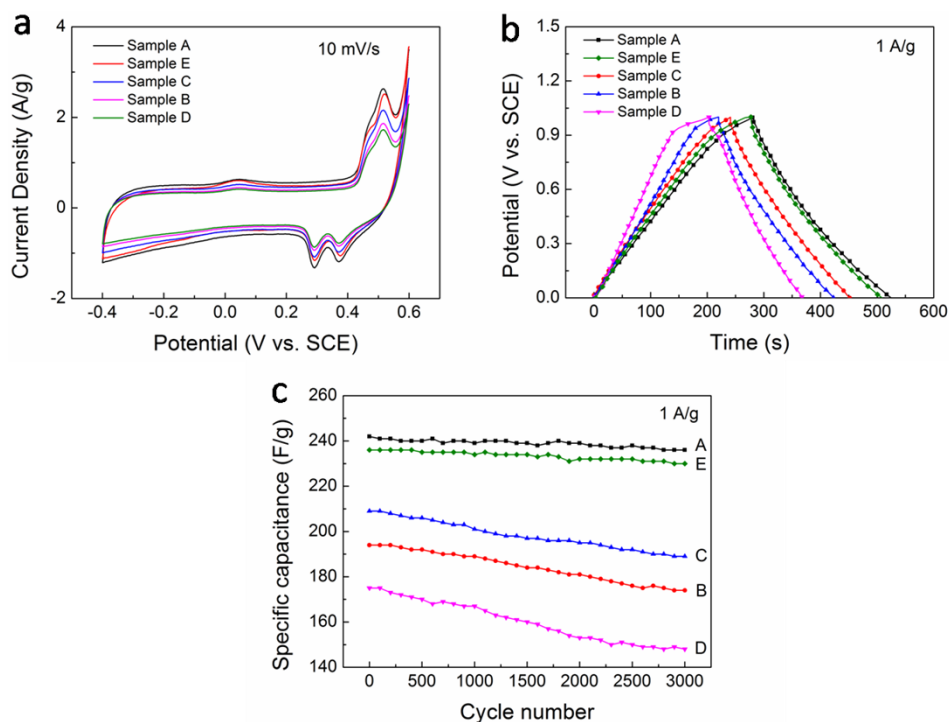 a
10 mV/s
Sample A
Sample E
Sample C
Sample B
Sample D
Current Density (A/g)
4
2
0
-2
-0.4 -0.2 0.0 0.2 0.4 0.6
Potential (V vs. SCE)
b
1 A/g
Sample A
Sample E
Sample C
Sample B
Sample D
Potential (V vs. SCE)
1.5
1.2
0.9
0.6
0.3
0.0
0 100 200 300 400 500 600
Time (s)
c
1 A/g
Specific capacitance (F/g)
260
240
220
200
180
160
140
A
E
C
B
D
0 500 1000 1500 2000 2500 3000
Cycle number